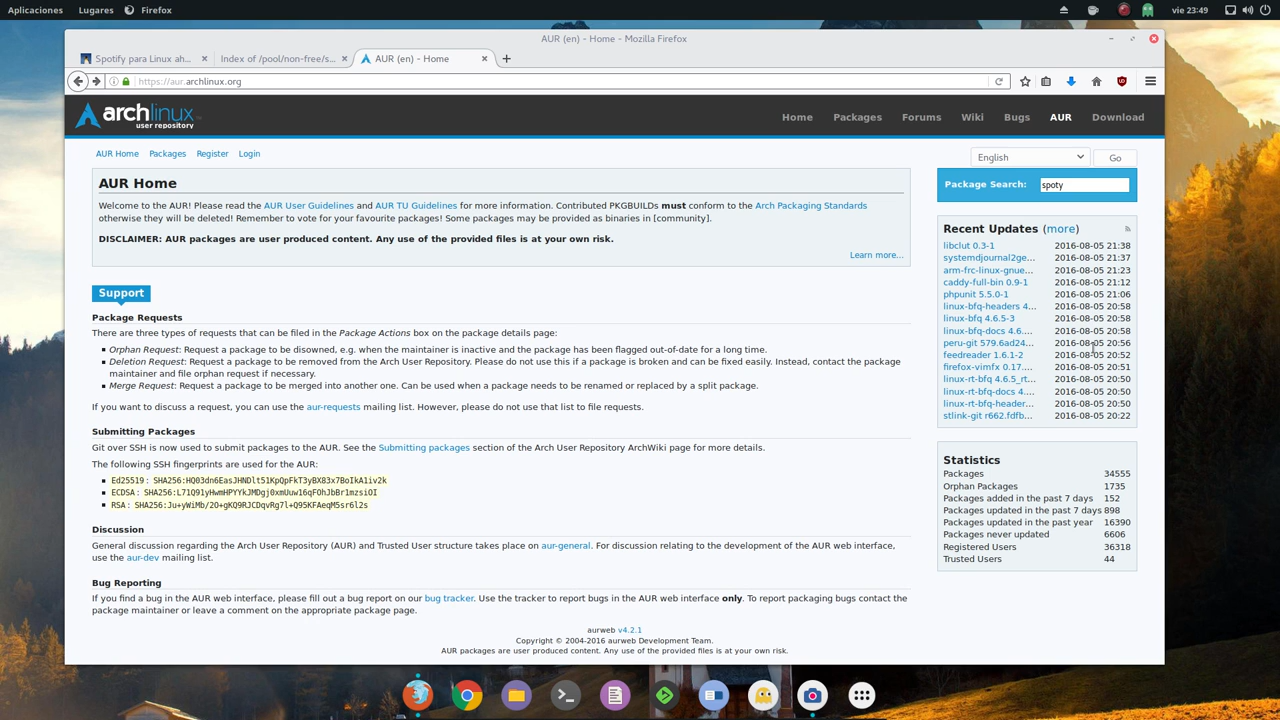 Aplicaciones Lugares Firefox vie 23:49
AUR (en) - Home - Mozilla Firefox
Spotify para Linux ah... Index of /pool/non-free/s... AUR (en) - Home
https://aur.archlinux.org
archlinux
user repository
Home Packages Forums Wiki Bugs AUR Download
AUR Home Packages Register Login
English Go
AUR Home
Welcome to the AUR! Please read the AUR User Guidelines and AUR TU Guidelines for more information. Contributed PKGBUILDs must conform to the Arch Packaging Standards
otherwise they will be deleted! Remember to vote for your favourite packages! Some packages may be provided as binaries in [community].
DISCLAIMER: AUR packages are user produced content. Any use of the provided files is at your own risk.
Learn more...
Support
Package Requests
There are three types of requests that can be filed in the Package Actions box on the package details page:
Orphan Request: Request a package to be disowned, e.g. when the maintainer is inactive and the package has been flagged out-of-date for a long time.
Deletion Request: Request a package to be removed from the Arch User Repository. Please do not use this if a package is broken and can be fixed easily. Instead, contact the package
maintainer and file orphan request if necessary.
Merge Request: Request a package to be merged into another one. Can be used when a package needs to be renamed or replaced by a split package.
If you want to discuss a request, you can use the aur-requests mailing list. However, please do not use that list to file requests.
Submitting Packages
Git over SSH is now used to submit packages to the AUR. See the Submitting packages section of the Arch User Repository ArchWiki page for more details.
The following SSH fingerprints are used for the AUR:
Ed25519: SHA256:HQ03dn6EasJHNDlt51KpQpFkT3yBX83x7BoIkA1iv2k
ECDSA: SHA256:L71Q91yHwmHPYYkJMDgj0xmUuw16qFOhJbBr1mzsiOI
RSA: SHA256:Ju+yWiMb/2O+gKQ9RJCDqvRg7l+Q95KFAeqM5sr6l2s
Discussion
General discussion regarding the Arch User Repository (AUR) and Trusted User structure takes place on aur-general. For discussion relating to the development of the AUR web interface,
use the aur-dev mailing list.
Bug Reporting
If you find a bug in the AUR web interface, please fill out a bug report on our bug tracker. Use the tracker to report bugs in the AUR web interface only. To report packaging bugs contact the
package maintainer or leave a comment on the appropriate package page.
Package Search: spoty
Recent Updates (more)
libclut 0.3-1 2016-08-05 21:38
systemdjournal2ge... 2016-08-05 21:37
arm-frc-linux-gnue... 2016-08-05 21:23
caddy-full-bin 0.9-1 2016-08-05 21:12
phpunit 5.5.0-1 2016-08-05 21:06
linux-bfq-headers 4... 2016-08-05 20:58
linux-bfq 4.6.5-3 2016-08-05 20:58
linux-bfq-docs 4.6.... 2016-08-05 20:58
peru-git 579.6ad24... 2016-08-05 20:56
feedreader 1.6.1-2 2016-08-05 20:52
firefox-vimfx 0.17.... 2016-08-05 20:51
linux-rt-bfq 4.6.5_rt... 2016-08-05 20:50
linux-rt-bfq-docs 4.... 2016-08-05 20:50
linux-rt-bfq-header... 2016-08-05 20:50
stlink-git r662.fdfb... 2016-08-05 20:22
Statistics
Packages 34555
Orphan Packages 1735
Packages added in the past 7 days 152
Packages updated in the past 7 days 898
Packages updated in the past year 16390
Packages never updated 6606
Registered Users 36318
Trusted Users 44
aurweb v4.2.1
Copyright © 2004-2016 aurweb Development Team.
AUR packages are user produced content. Any use of the provided files is at your own risk.